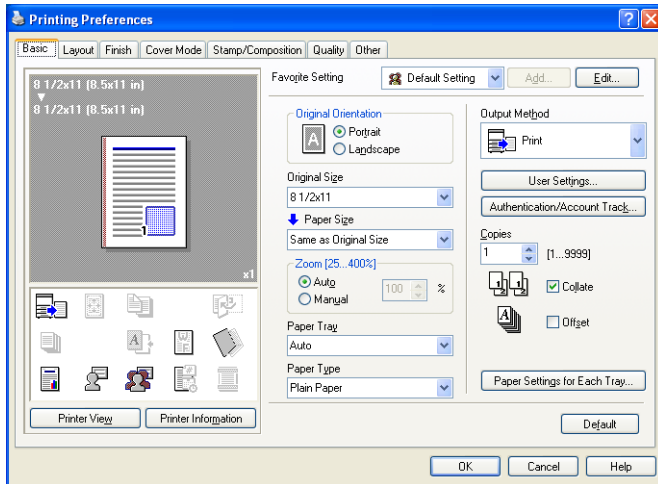 Printing Preferences
Basic Layout Finish Cover Mode Stamp/Composition Quality Other
8 1/2x11 (8.5x11 in)
8 1/2x11 (8.5x11 in)
1
x1
Printer View Printer Information
Favorite Setting Default Setting Add... Edit...
Original Orientation
A
Portrait
Landscape
Original Size
8 1/2x11
Paper Size
Same as Original Size
Zoom [25...400%]
Auto
Manual
100 %
Paper Tray
Auto
Paper Type
Plain Paper
Output Method
Print
User Settings...
Authentication/Account Track...
Copies
1 [1...9999]
Collate
Offset
Paper Settings for Each Tray...
Default
OK Cancel Help